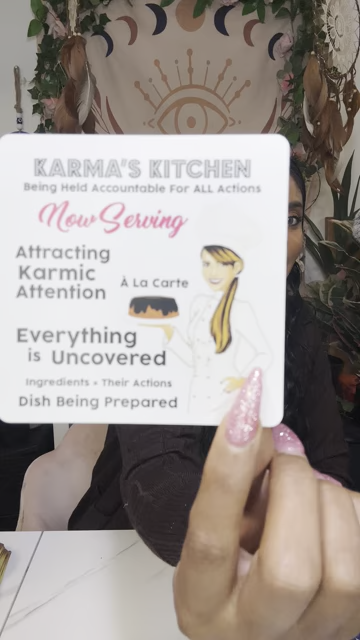 KARMA'S KITCHEN
Being Held Accountable For ALL Actions
Now Serving
Attracting
Karmic
Attention
À La Carte
Everything
is Uncovered
Ingredients - Their Actions
Dish Being Prepared